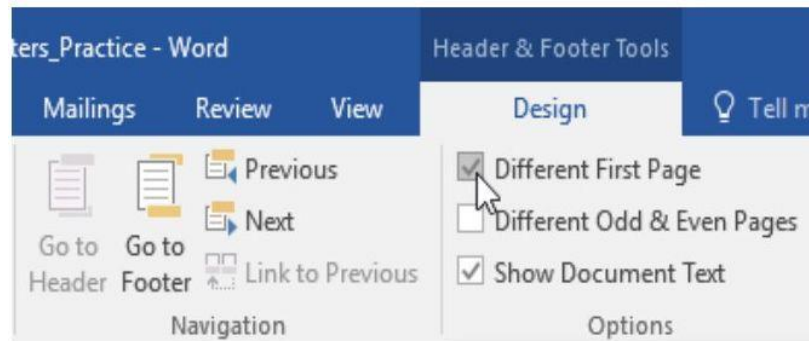 ters_Practice - Word
Header & Footer Tools
Mailings Review View Design Tell m
Previous
Next
Link to Previous
Go to Header
Go to Footer
Navigation
Different First Page
Different Odd & Even Pages
Show Document Text
Options